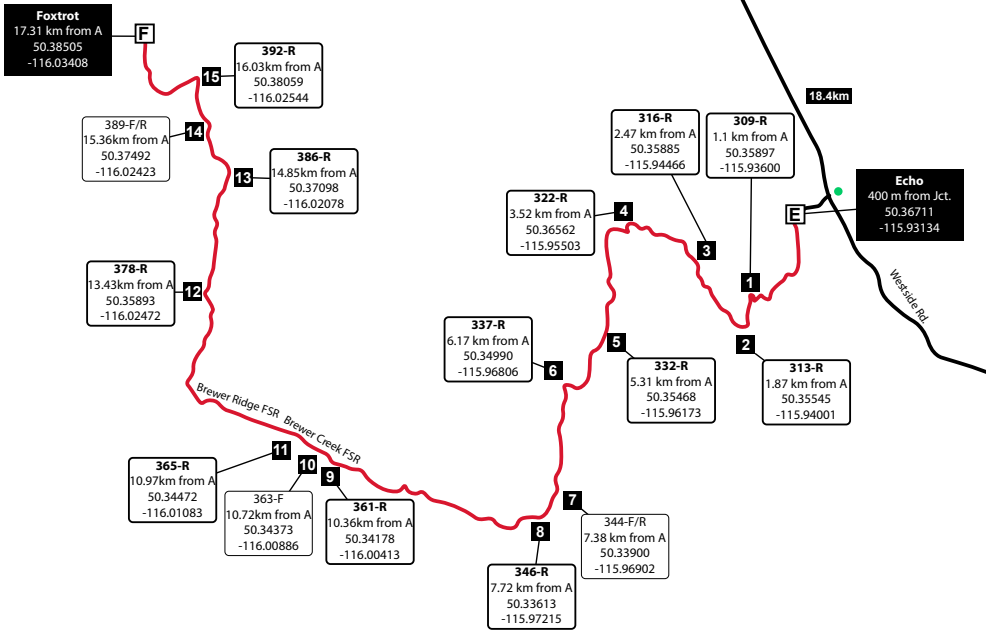 Foxtrot
17.31 km from A
50.38505
-116.03408
F
15
392-R
16.03km from A
50.38059
-116.02544
389-F/R
15.36km from A
50.37492
-116.02423
14
13
386-R
14.85km from A
50.37098
-116.02078
378-R
13.43km from A
50.35893
-116.02472
12
Brewer Ridge FSR
Brewer Creek FSR
11
365-R
10.97km from A
50.34472
-116.01083
10
363-F
10.72km from A
50.34373
-116.00886
9
361-R
10.36km from A
50.34178
-116.00413
8
346-R
7.72 km from A
50.33613
-115.97215
7
344-F/R
7.38 km from A
50.33900
-115.96902
337-R
6.17 km from A
50.34990
-115.96806
6
5
332-R
5.31 km from A
50.35468
-115.96173
322-R
3.52 km from A
50.36562
-115.95503
4
316-R
2.47 km from A
50.35885
-115.94466
3
309-R
1.1 km from A
50.35897
-115.93600
1
2
313-R
1.87 km from A
50.35545
-115.94001
18.4km
E
Echo
400 m from Jct.
50.36711
-115.93134
Westside Rd.